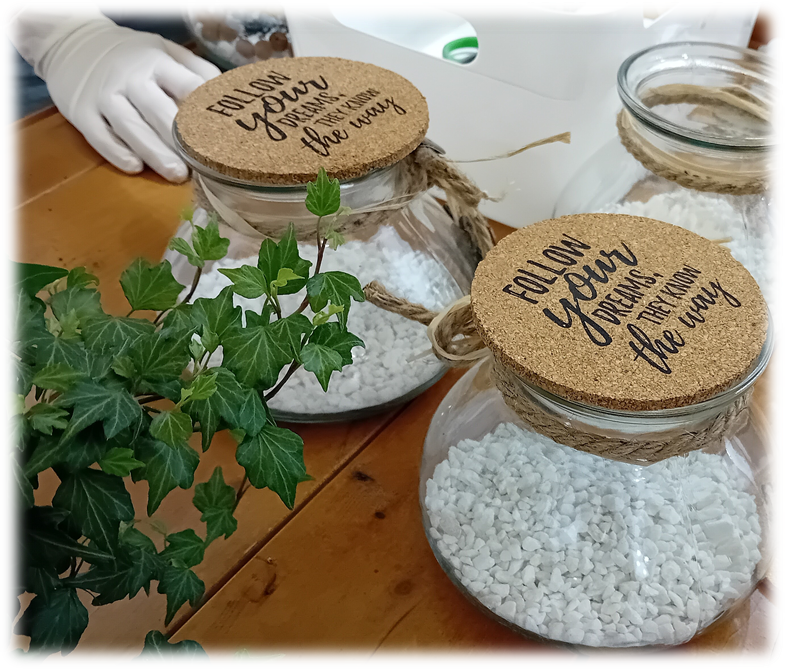 FOLLOW
your
DREAMS,
THEY KNOW
the way
FOLLOW
your
DREAMS,
THEY KNOW
the way